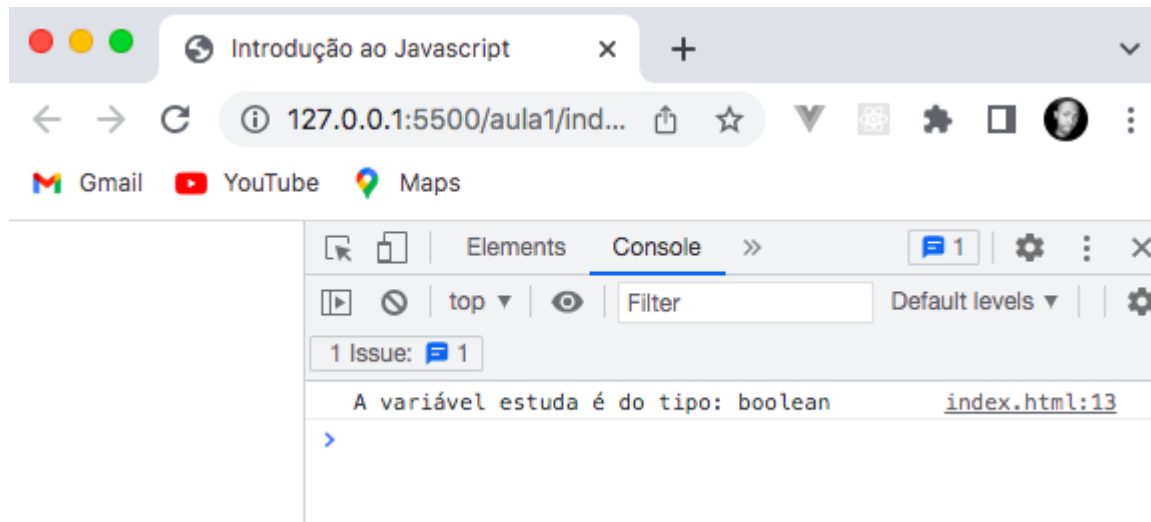 Introdução ao Javascript
127.0.0.1:5500/aula1/ind...
Gmail YouTube Maps
Elements Console 1
top Filter Default levels
1 Issue: 1
A variável estuda é do tipo: boolean index.html:13